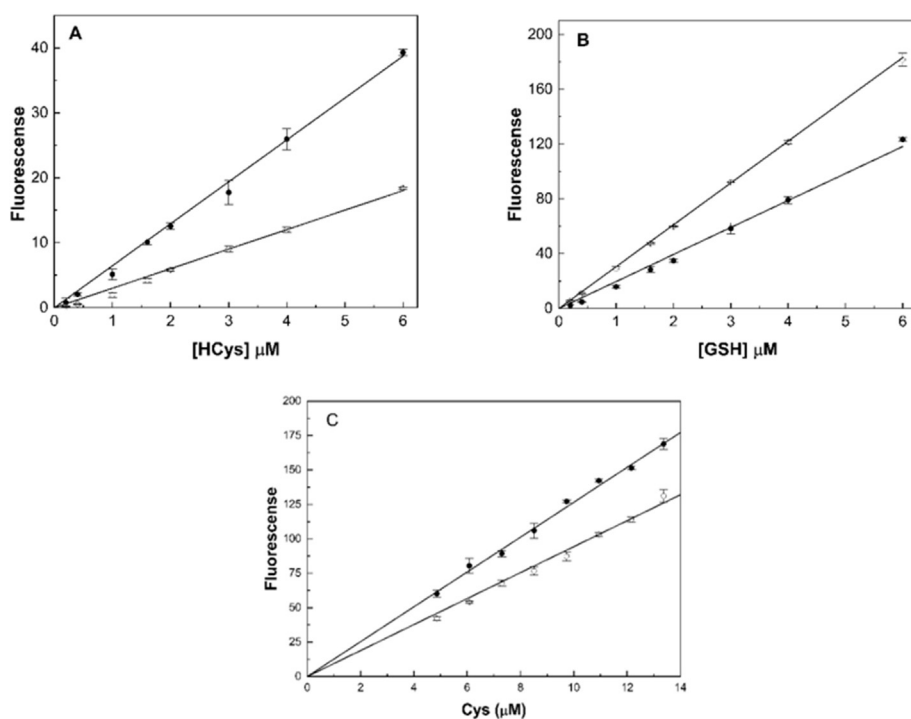 A
40
30
20
10
0
Fluorescense
0 1 2 3 4 5 6
[HCys] μM
B
200
160
120
80
40
0
Fluorescense
0 1 2 3 4 5 6
[GSH] μM
C
200
175
150
125
100
75
50
25
0
Fluorescense
0 2 4 6 8 10 12 14
Cys (μM)